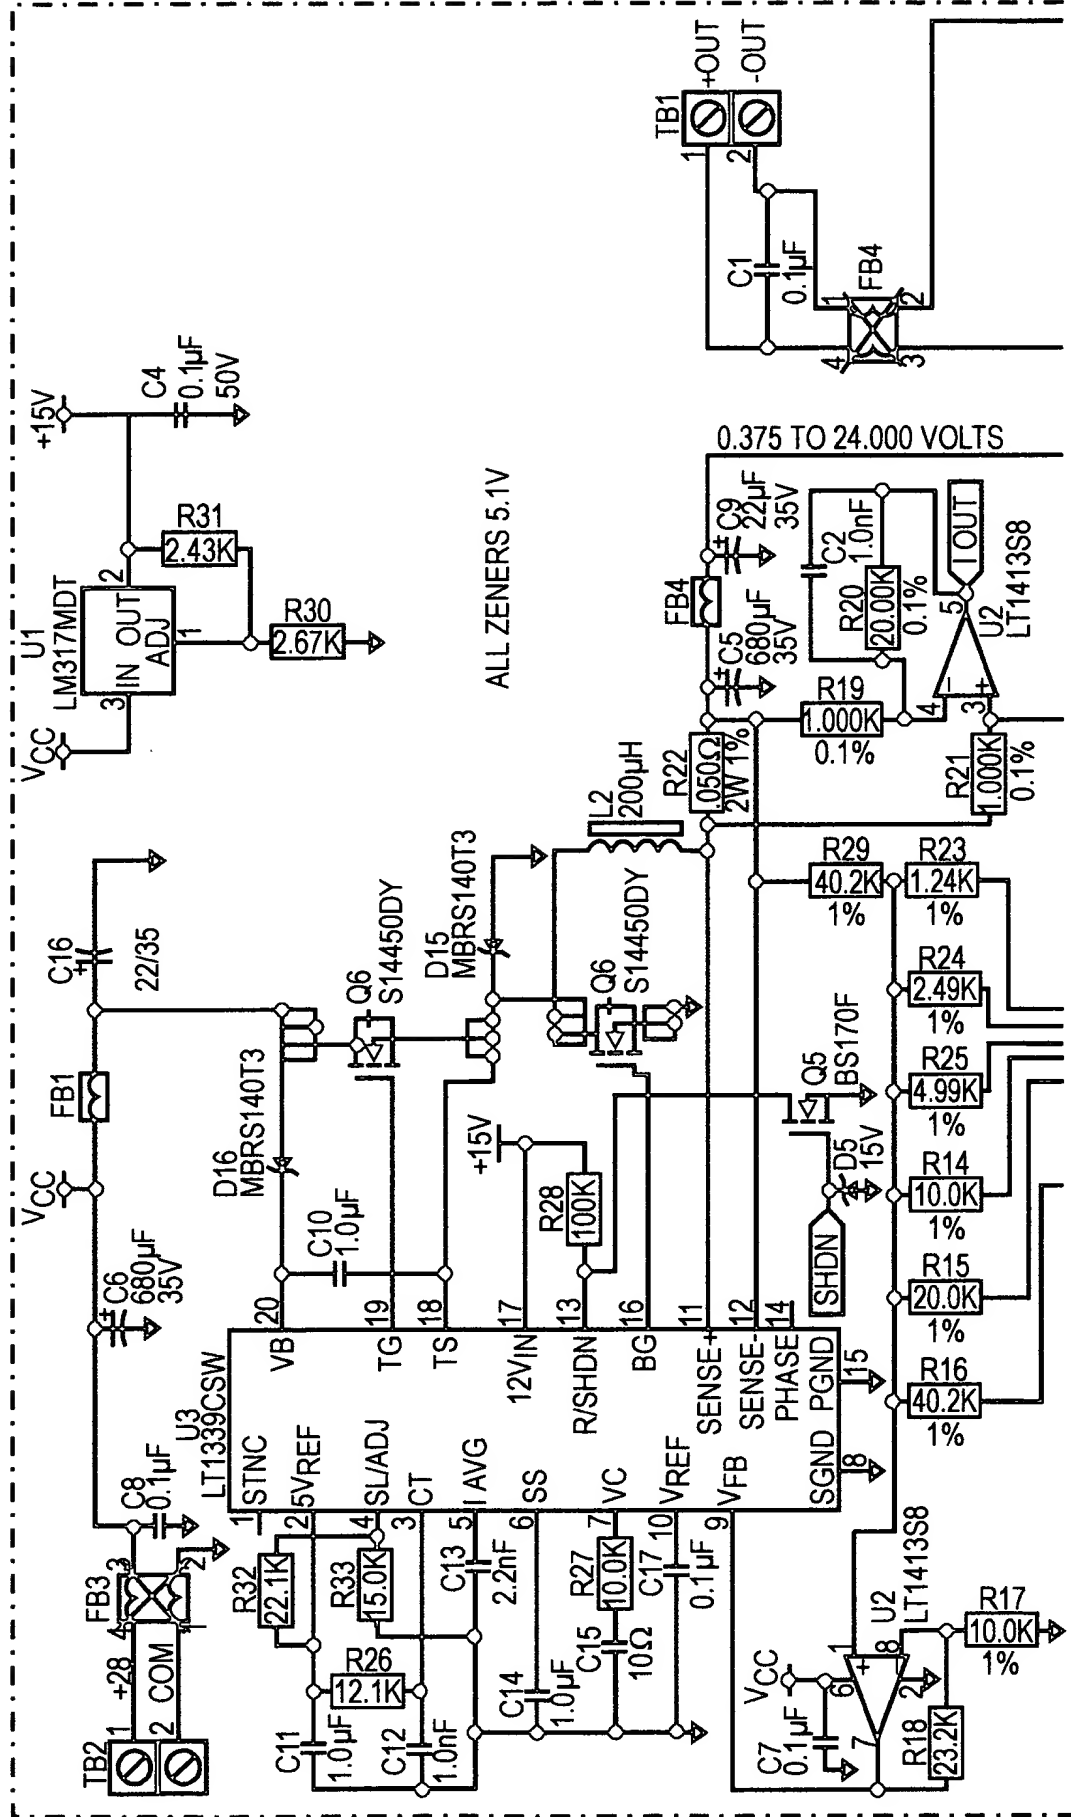 TB2
1
2
+28
COM
FB3
4
3
1
2
C8
0.1µF
C6
680µF
35V
VCC
FB1
C16
22/35
VCC
U1
LM317MDT
3
IN OUT
ADJ
2
1
R31
2.43K
R30
2.67K
+15V
C4
0.1µF
50V
ALL ZENERS 5.1V
TB1
1
2
+OUT
-OUT
C1
0.1µF
FB4
1
2
4
3
0.375 TO 24.000 VOLTS
U3
LT1339CSW
1
STNC
2
5VREF
4
SL/ADJ
3
CT
5
I AVG
6
SS
7
VC
10
VREF
9
VFB
SGND
8
PGND
15
VB
20
TG
19
TS
18
12VIN
17
R/SHDN
13
BG
16
SENSE+
11
SENSE-
12
PHASE
14
R32
22.1K
R33
15.0K
R26
12.1K
C11
1.0µF
C12
1.0nF
C13
2.2nF
C14
1.0µF
R27
10.0K
C15
10Ω
C17
0.1µF
D16
MBRS140T3
C10
1.0µF
Q6
S14450DY
D15
MBRS140T3
+15V
R28
100K
Q6
S14450DY
L2
200µH
R22
.050Ω
2W 1%
C5
680µF
35V
FB4
C9
22µF
35V
C2
1.0nF
R20
20.00K
0.1%
R19
1.000K
0.1%
R21
1.000K
0.1%
4
3
5
I OUT
U2
LT1413S8
Q5
BS170F
D5
15V
SHDN
R29
40.2K
1%
R23
1.24K
1%
R24
2.49K
1%
R25
4.99K
1%
R14
10.0K
1%
R15
20.0K
1%
R16
40.2K
1%
VCC
C7
0.1µF
U2
LT1413S8
1
8
6
2
7
R18
23.2K
R17
10.0K
1%